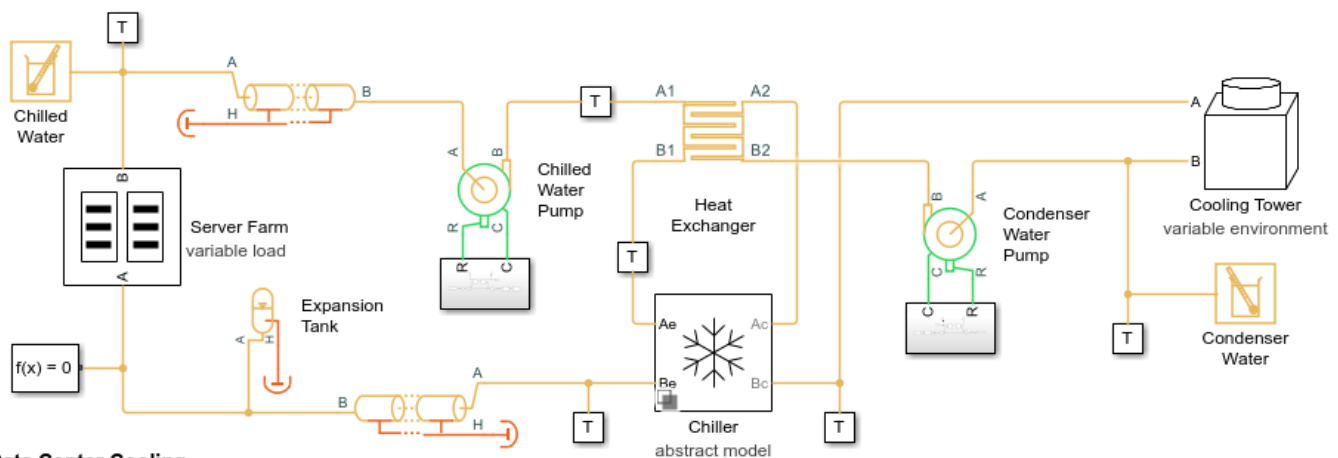 T
Chilled
Water
A
B
H
B
Server Farm
variable load
A
f(x) = 0
A
H
Expansion
Tank
B
A
H
A
B
R
C
R
C
Chilled
Water
Pump
T
A1
A2
B1
B2
Heat
Exchanger
T
Ae
Ac
Be
Bc
Chiller
abstract model
T
T
B
A
C
R
C
R
Condenser
Water
Pump
A
B
Cooling Tower
variable environment
T
Condenser
Water